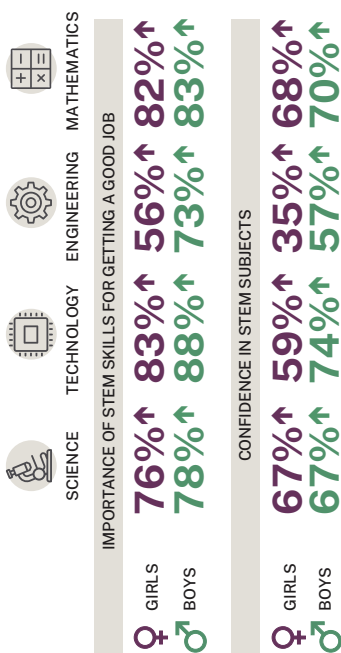 SCIENCE TECHNOLOGY ENGINEERING MATHEMATICS
IMPORTANCE OF STEM SKILLS FOR GETTING A GOOD JOB
GIRLS 76% 83% 56% 82%
BOYS 78% 88% 73% 83%
CONFIDENCE IN STEM SUBJECTS
GIRLS 67% 59% 35% 68%
BOYS 67% 74% 57% 70%